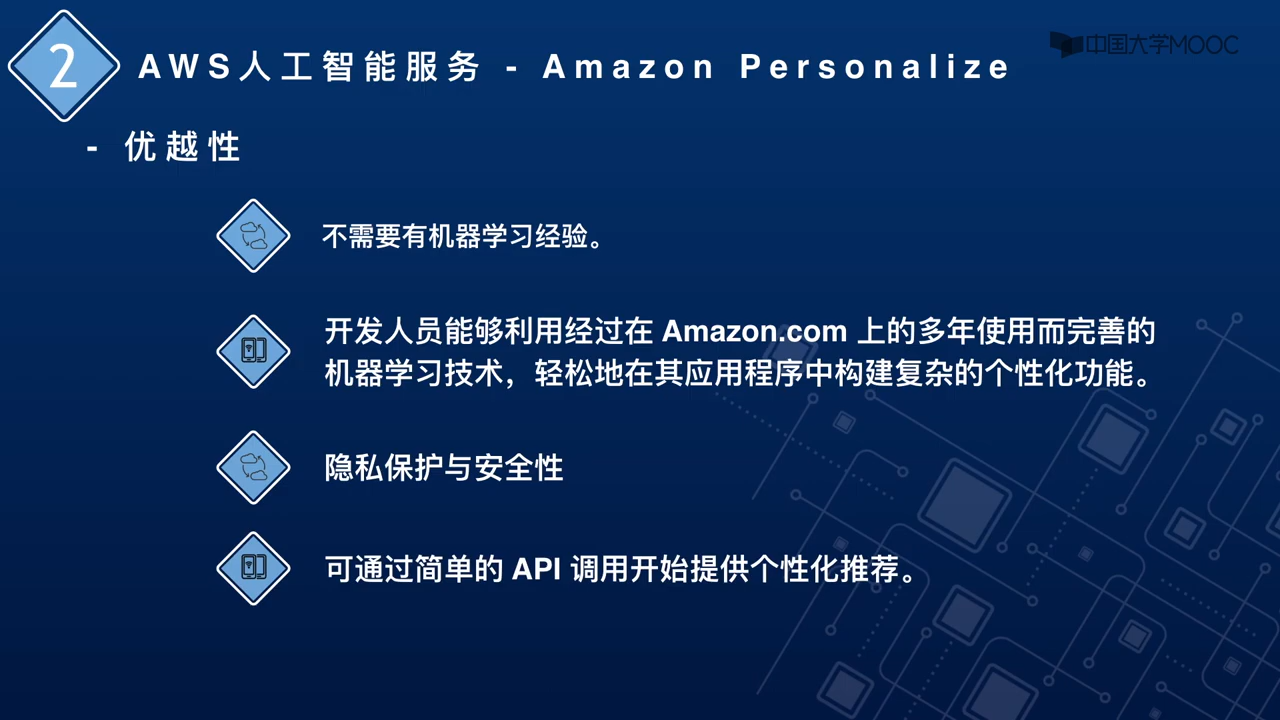 2
AWS人工智能服务 - Amazon Personalize
中国大学MOOC
- 优越性
不需要有机器学习经验。
开发人员能够利用经过在 Amazon.com 上的多年使用而完善的
机器学习技术，轻松地在其应用程序中构建复杂的个性化功能。
隐私保护与安全性
可通过简单的 API 调用开始提供个性化推荐。